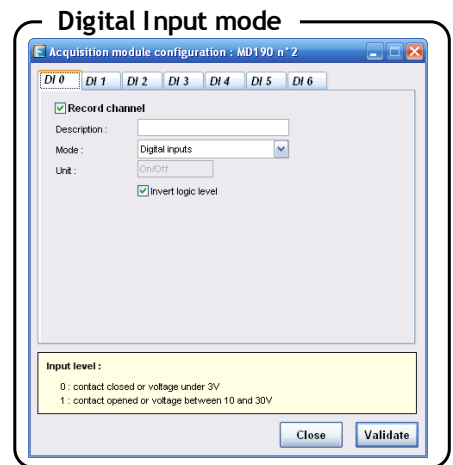 Digital Input mode
Acquisition module configuration : MD190 n°2
DI 0 DI 1 DI 2 DI 3 DI 4 DI 5 DI 6
Record channel
Description :
Mode : Digital inputs
Unit : On/Off
Invert logic level
Input level :
0 : contact closed or voltage under 3V
1 : contact opened or voltage between 10 and 30V
Close Validate